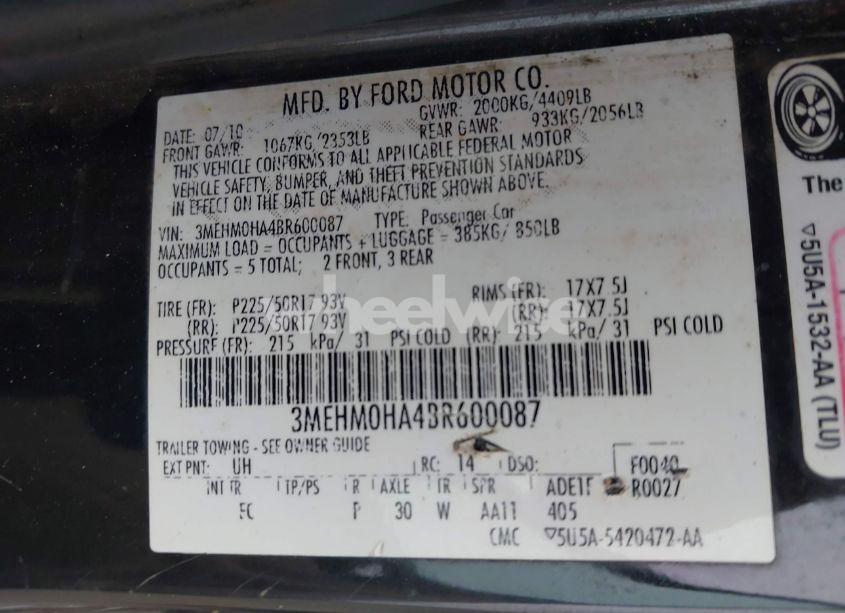 MFD. BY FORD MOTOR CO.
DATE: 07/10 GVWR: 2000KG/4409LB
FRONT GAWR: 1067KG/2353LB REAR GAWR: 933KG/2056LB
THIS VEHICLE CONFORMS TO ALL APPLICABLE FEDERAL MOTOR
VEHICLE SAFETY, BUMPER, AND THEFT PREVENTION STANDARDS
IN EFFECT ON THE DATE OF MANUFACTURE SHOWN ABOVE.
VIN: 3MEHM0HA4BR600087 TYPE: Passenger Car
MAXIMUM LOAD = OCCUPANTS + LUGGAGE = 385KG/ 850LB
OCCUPANTS = 5 TOTAL; 2 FRONT, 3 REAR
TIRE (FR): P225/50R17 93V RIMS (FR): 17X7.5J
(RR): P225/50R17 93V (RR): 17X7.5J
PRESSURE (FR): 215 kPa/ 31 PSI COLD (RR): 215 kPa/ 31 PSI COLD
wheelwise
3MEHM0HA4BR600087
TRAILER TOWING - SEE OWNER GUIDE
EXT PNT: UH RC: 14 DSO: F0040
INT TR TP/PS R AXLE TR SPR ADE1F R0027
EC P 30 W AA11 405
CMC ▽5U5A-5420472-AA
The
▽5U5A-1532-AA (TLU)